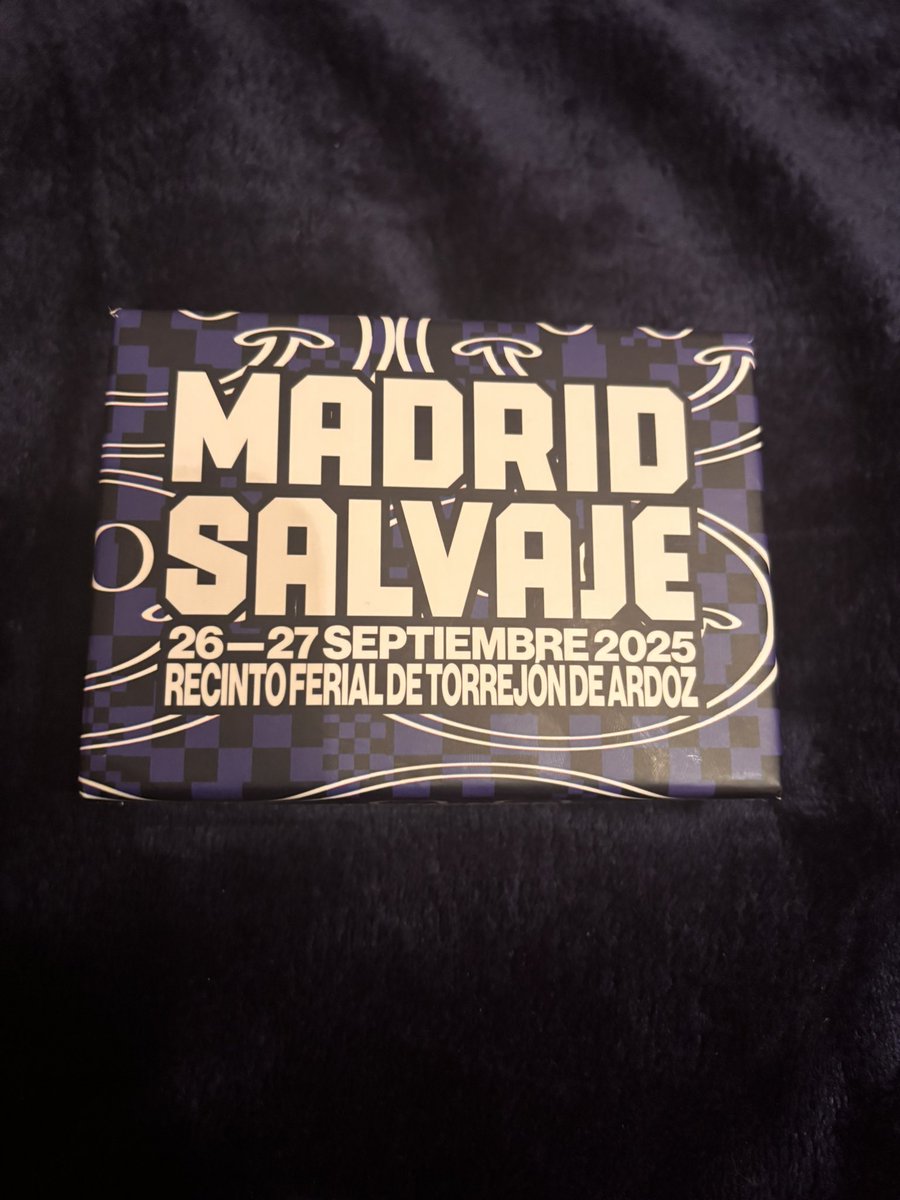 MADRID
SALVAJE
26—27 SEPTIEMBRE 2025
RECINTO FERIAL DE TORREJÓN DE ARDOZ